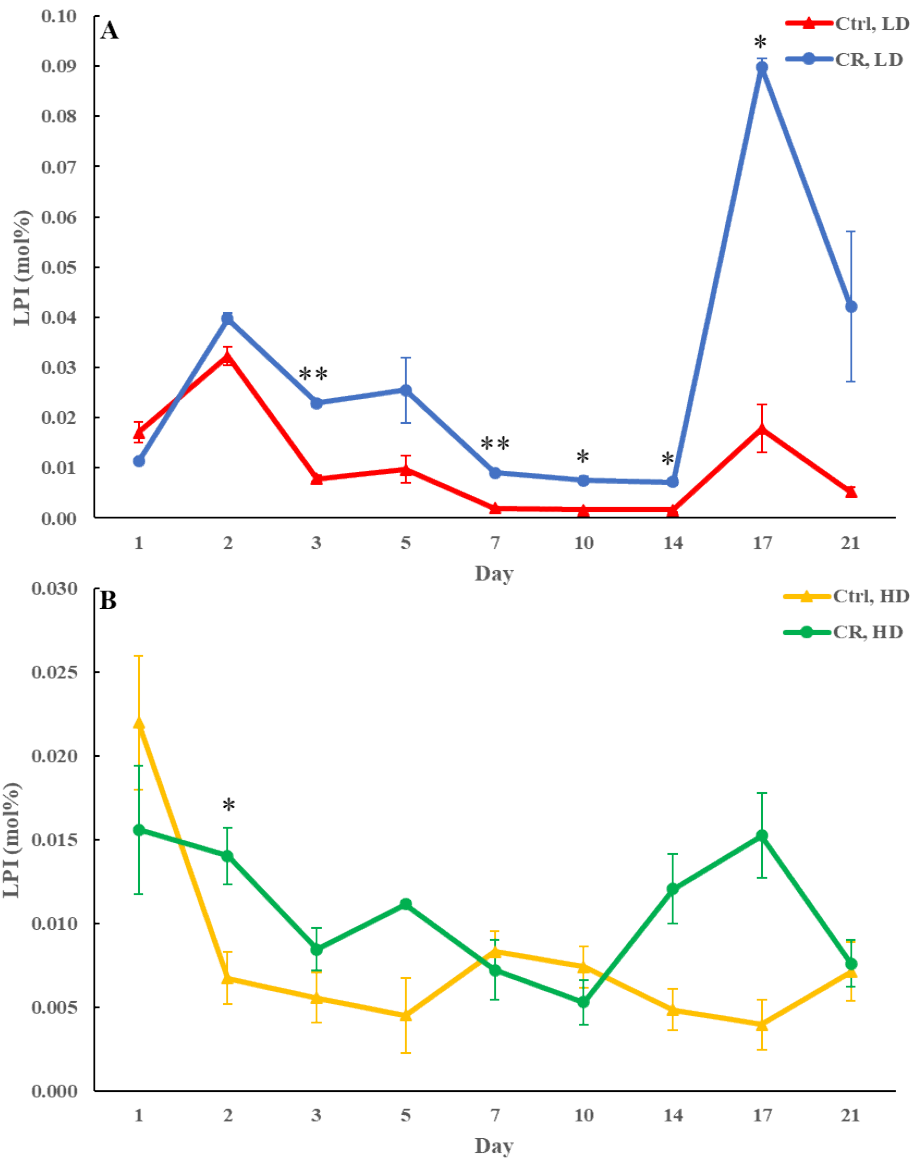 A
Ctrl, LD
CR, LD
LPI (mol%)
0.10
0.09
0.08
0.07
0.06
0.05
0.04
0.03
0.02
0.01
0.00
*
**
**
*
*
1 2 3 5 7 10 14 17 21
Day
B
Ctrl, HD
CR, HD
LPI (mol%)
0.030
0.025
0.020
0.015
0.010
0.005
0.000
*
1 2 3 5 7 10 14 17 21
Day